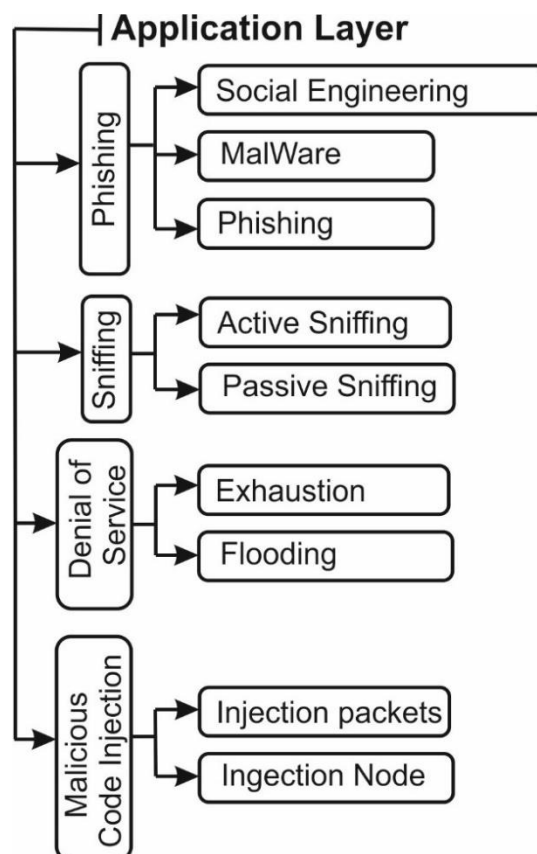 Application Layer
Phishing
Social Engineering
MalWare
Phishing
Sniffing
Active Sniffing
Passive Sniffing
Denial of
Service
Exhaustion
Flooding
Malicious
Code Injection
Injection packets
Ingection Node